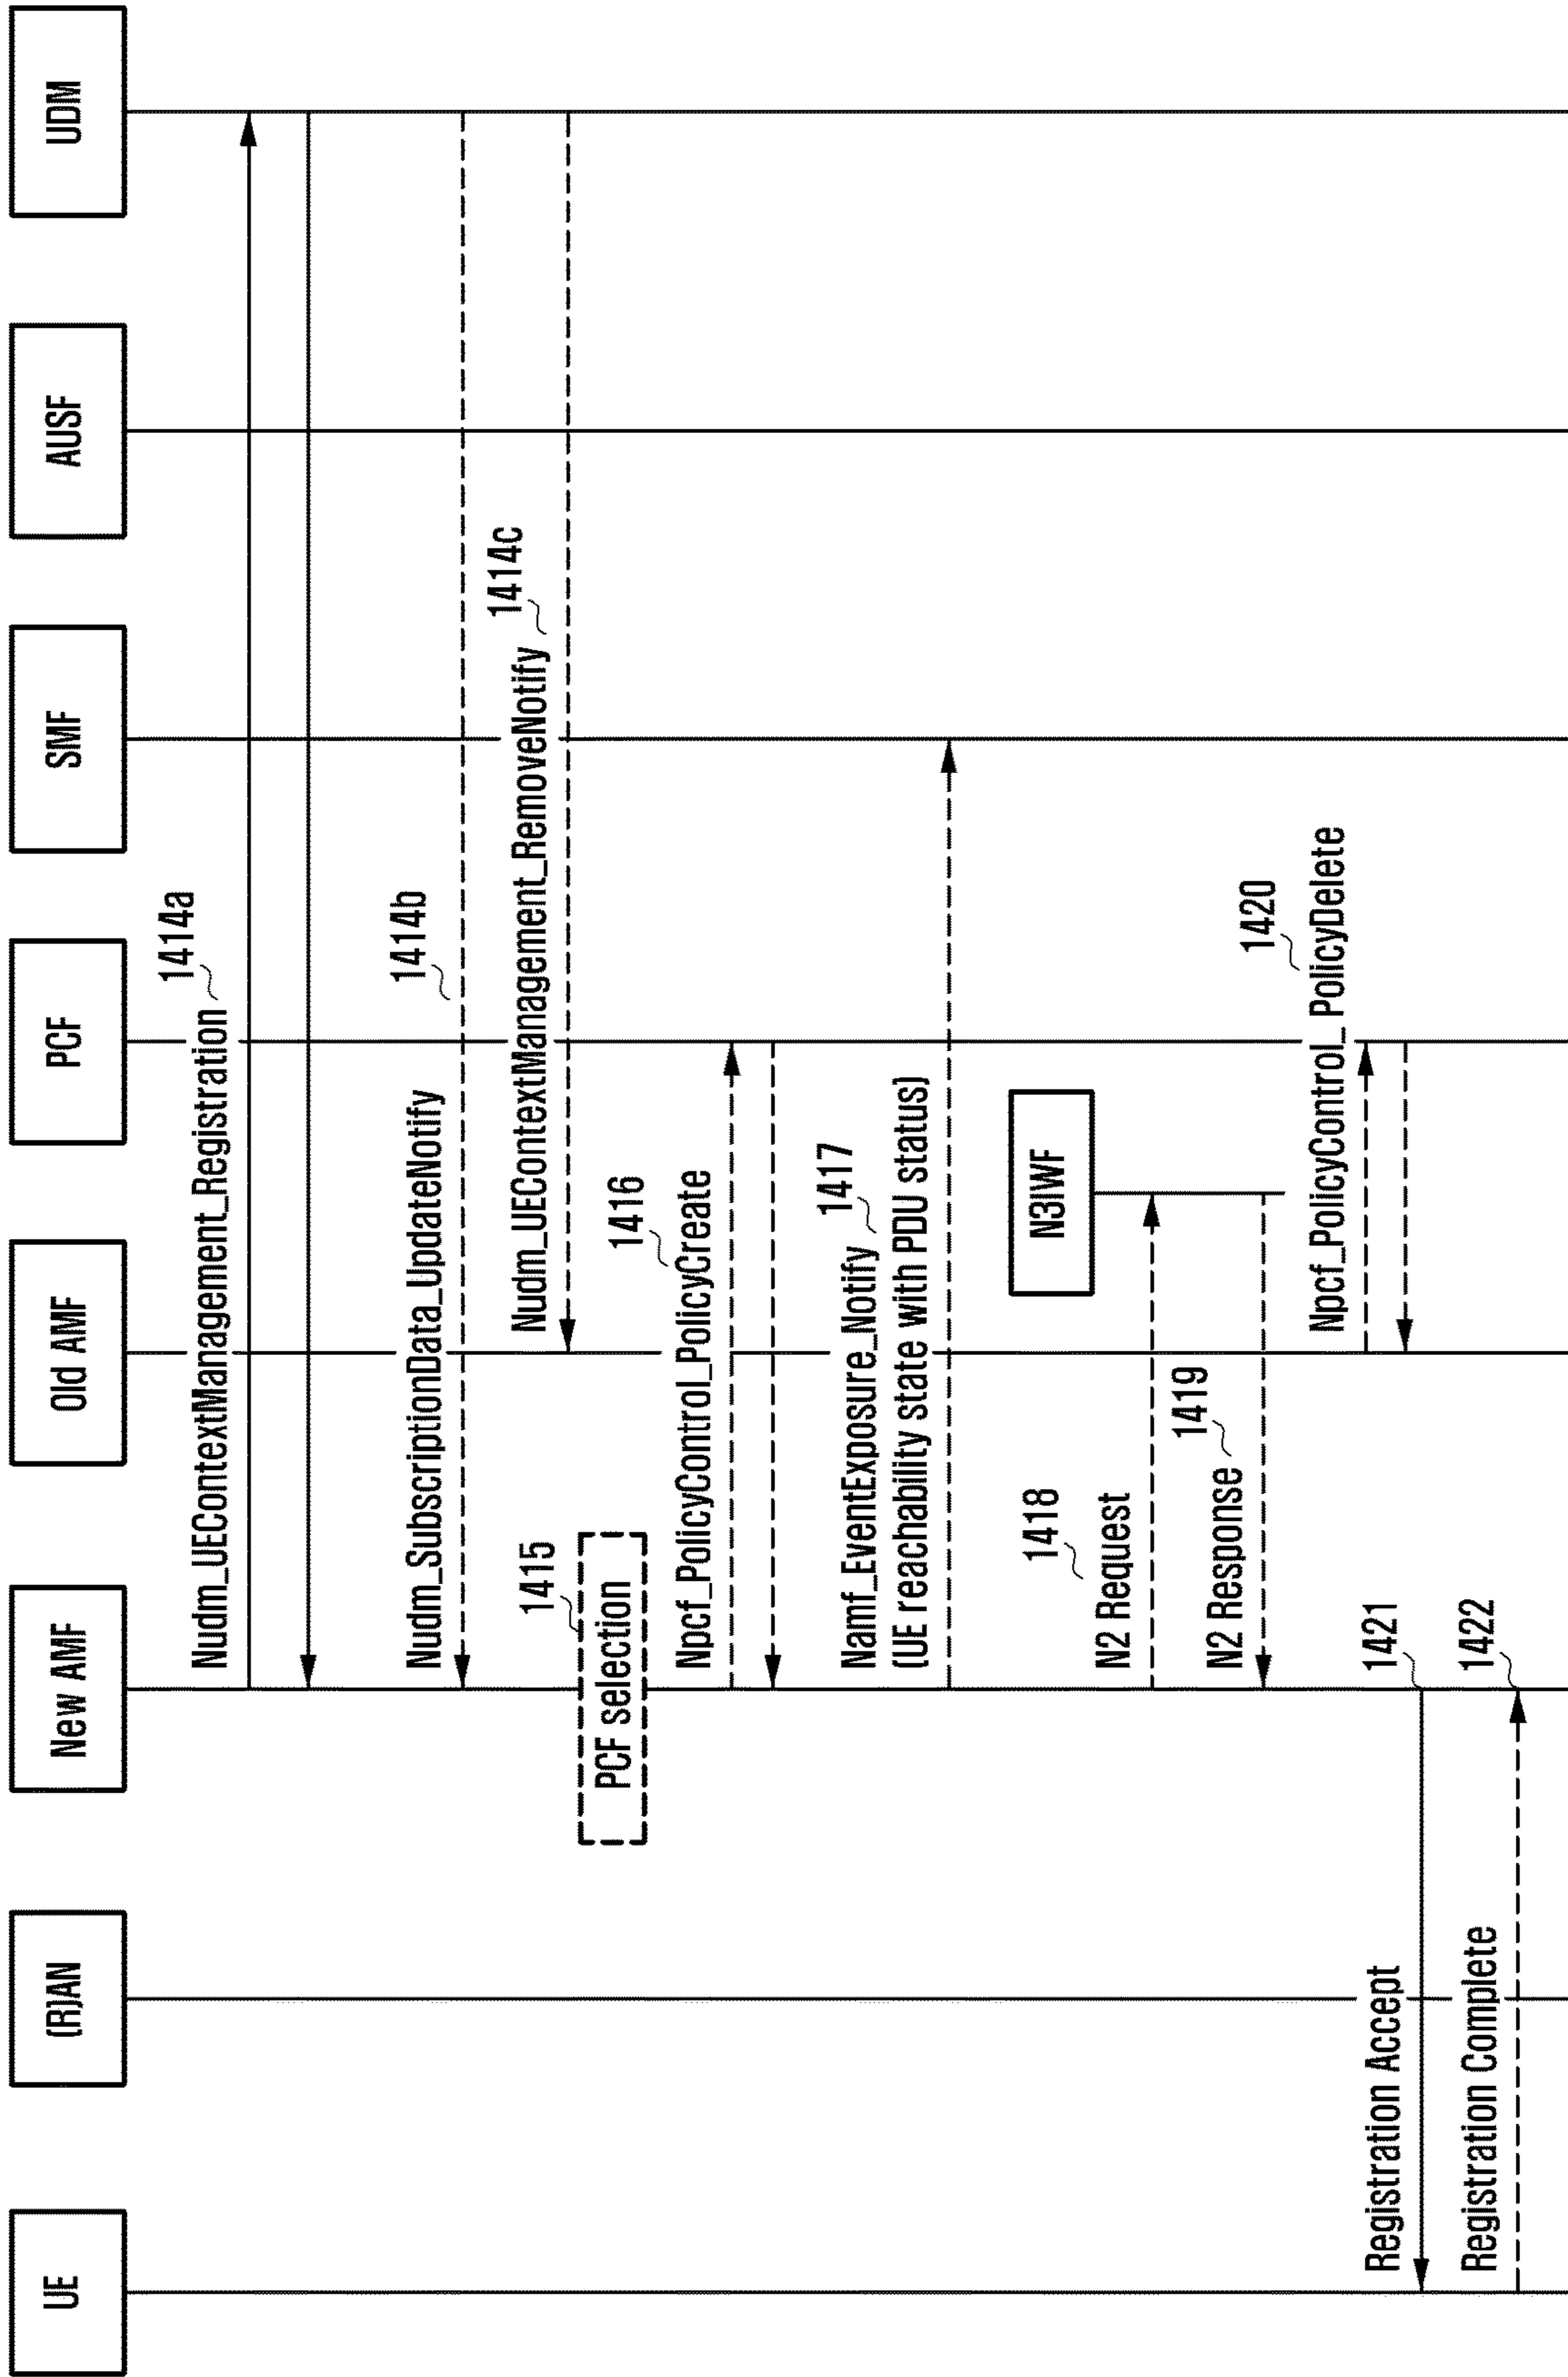 UE
(R)AN
New AMF
Old AMF
PCF
SMF
AUSF
UDM
1414a
Nudm_UEContextManagement_Registration
1414b
Nudm_SubscriptionData_UpdateNotify
1414c
Nudm_UEContextManagement_RemoveNotify
1415
PCF selection
1416
Npcf_PolicyControl_PolicyCreate
1417
Namf_EventExposure_Notify
(UE reachability state with PDU status)
N3IWF
1418
N2 Request
1419
N2 Response
1420
Npcf_PolicyControl_PolicyDelete
1421
Registration Accept
1422
Registration Complete